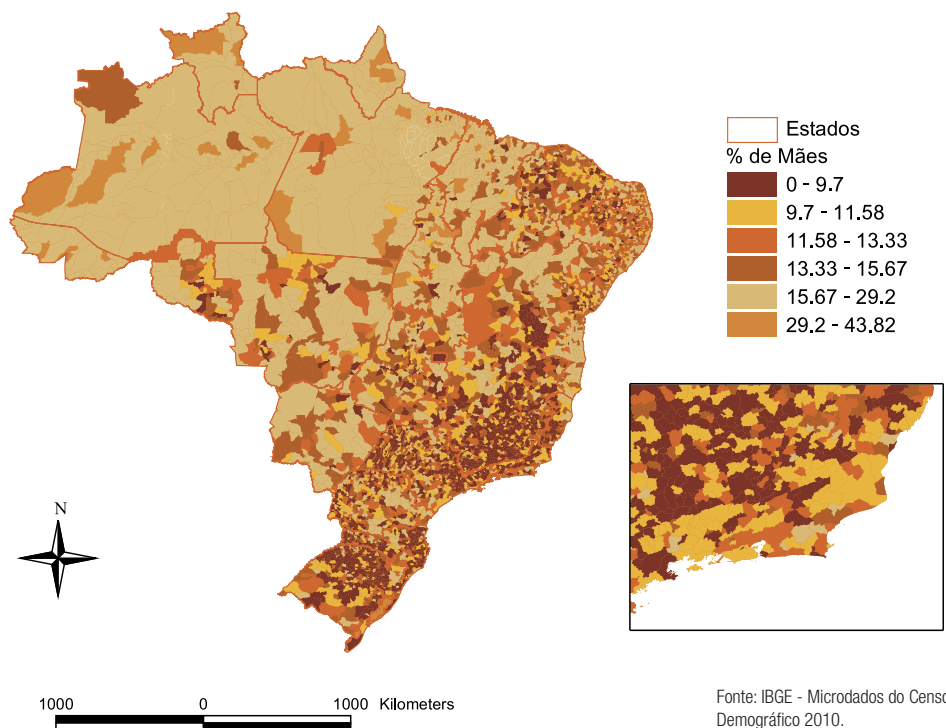 Estados
% de Mães
0 - 9.7
9.7 - 11.58
11.58 - 13.33
13.33 - 15.67
15.67 - 29.2
29.2 - 43.82
N
1000 0 1000 Kilometers
Fonte: IBGE - Microdados do Censo
Demográfico 2010.